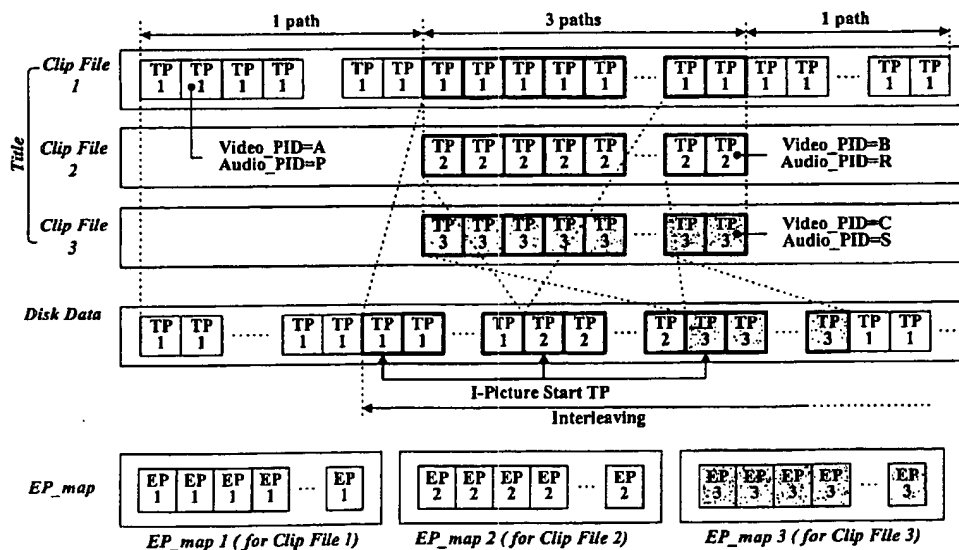 1 path 3 paths 1 path
Title
Clip File 1
TP 1 TP 1 TP 1 TP 1 TP 1 TP 1 TP 1 TP 1 TP 1 TP 1 TP 1 ..... TP 1 TP 1 TP 1 TP 1 .... TP 1 TP 1
Clip File 2
Video_PID=A
Audio_PID=P
TP 2 TP 2 TP 2 TP 2 TP 2 ..... TP 2 TP 2
Video_PID=B
Audio_PID=R
Clip File 3
TP 3 TP 3 TP 3 TP 3 TP 3 ..... TP 3 TP 3
Video_PID=C
Audio_PID=S
Disk Data
TP 1 TP 1 ..... TP 1 TP 1 TP 1 TP 1 ..... TP 1 TP 2 TP 2 ..... TP 2 TP 3 TP 3 ..... TP 3 TP 1 TP 1 ....
I-Picture Start TP
Interleaving
EP_map
EP 1 EP 1 EP 1 EP 1 ... EP 1
EP 2 EP 2 EP 2 EP 2 ... EP 2
EP 3 EP 3 EP 3 EP 3 ... EP 3
EP_map 1 ( for Clip File 1)
EP_map 2 ( for Clip File 2)
EP_map 3 ( for Clip File 3)